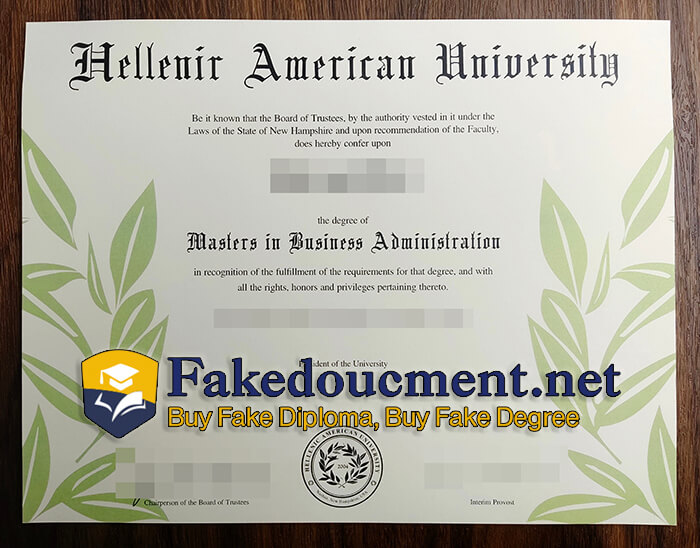 Hellenic American University
Be it known that the Board of Trustees, by the authority vested in it under the
Laws of the State of New Hampshire and upon recommendation of the Faculty,
does hereby confer upon
the degree of
Masters in Business Administration
in recognition of the fulfillment of the requirements for that degree, and with
all the rights, honors and privileges pertaining thereto.
of the University
Fakedoucment.net
Buy Fake Diploma, Buy Fake Degree
HELLENIC AMERICAN UNIVERSITY
2004
Chairperson of the Board of Trustees
Interim Provost